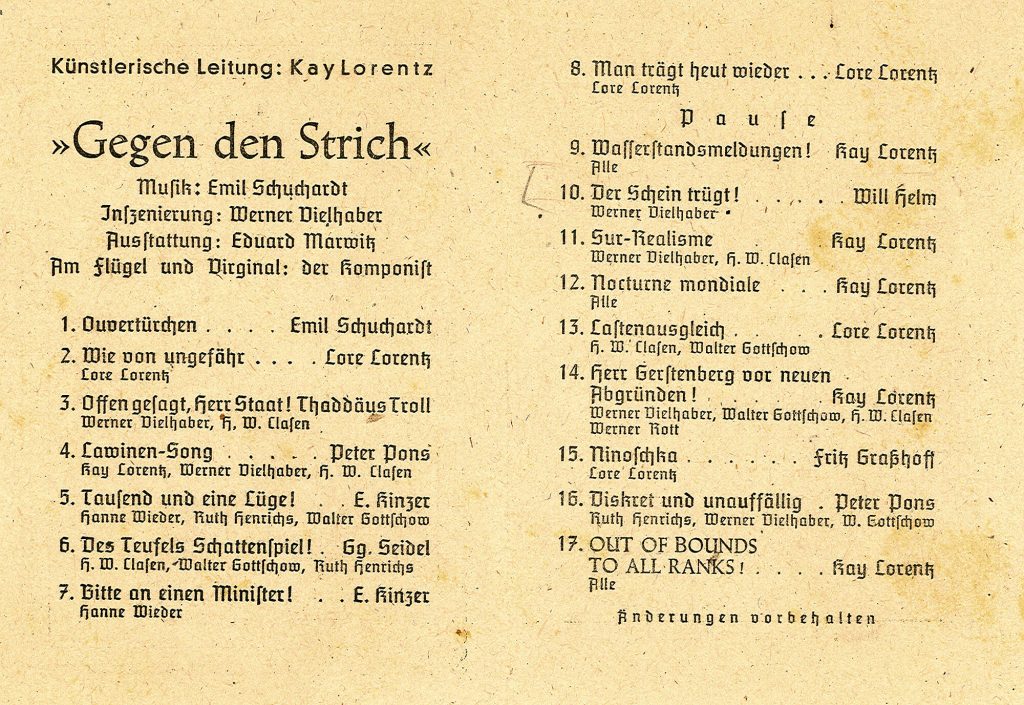 Künstlerische Leitung: Kay Lorentz
»Gegen den Strich«
Musik: Emil Schuchardt
Inszenierung: Werner Vielhaber
Ausstattung: Eduard Marwitz
Am Flügel und Virginal: der Komponist
1. Ouvertürchen . . . . Emil Schuchardt
2. Wie von ungefähr . . . . Lore Lorentz
Lore Lorentz
3. Offen gesagt, Herr Staat! Thaddäus Troll
Werner Vielhaber, H. W. Clasen
4. Lawinen-Song . . . . . Peter Pons
Kay Lorentz, Werner Vielhaber, H. W. Clasen
5. Tausend und eine Lüge! . E. Kinzer
Hanne Wieder, Ruth Henrichs, Walter Gottschow
6. Des Teufels Schattenspiel! . Gg. Seidel
H. W. Clasen, Walter Gottschow, Ruth Henrichs
7. Bitte an einen Minister! . . E. Kinzer
Hanne Wieder
8. Man trägt heut wieder . . . Lore Lorentz
Lore Lorentz
Pause
9. Wasserstandsmeldungen! Kay Lorentz
Alle
10. Der Schein trügt! . . . . . Will Helm
Werner Vielhaber
11. Sur-Realisme . . . Kay Lorentz
Werner Vielhaber, H. W. Clasen
12. Nocturne mondiale . . . Kay Lorentz
Alle
13. Lastenausgleich . . . . . Lore Lorentz
H. W. Clasen, Walter Gottschow
14. Herr Gerstenberg vor neuen
Abgründen! . . . . . . Kay Lorentz
Werner Vielhaber, Walter Gottschow, H. W. Clasen
Werner Rott
15. Ninoschka . . . . . . Fritz Graßhoff
Lore Lorentz
16. Diskret und unauffällig . Peter Pons
Ruth Henrichs, Werner Vielhaber, W. Gottschow
17. OUT OF BOUNDS
TO ALL RANKS! . . . . Kay Lorentz
Alle
Änderungen vorbehalten